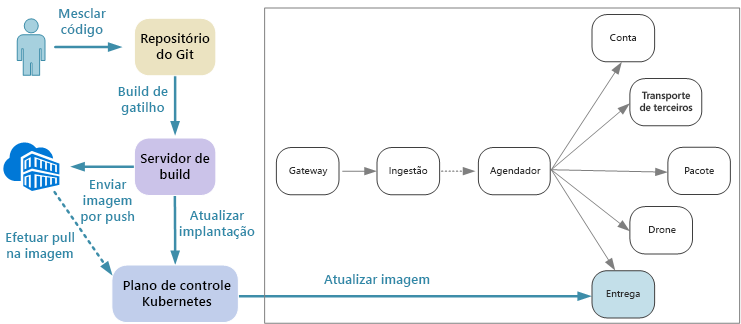 Mesclar
código
Repositório
do Git
Build de
gatilho
Servidor de
build
Enviar
imagem
por push
Atualizar
implantação
Efetuar pull
na imagem
Plano de controle
Kubernetes
Atualizar imagem
Gateway
Ingestão
Agendador
Conta
Transporte
de terceiros
Pacote
Drone
Entrega